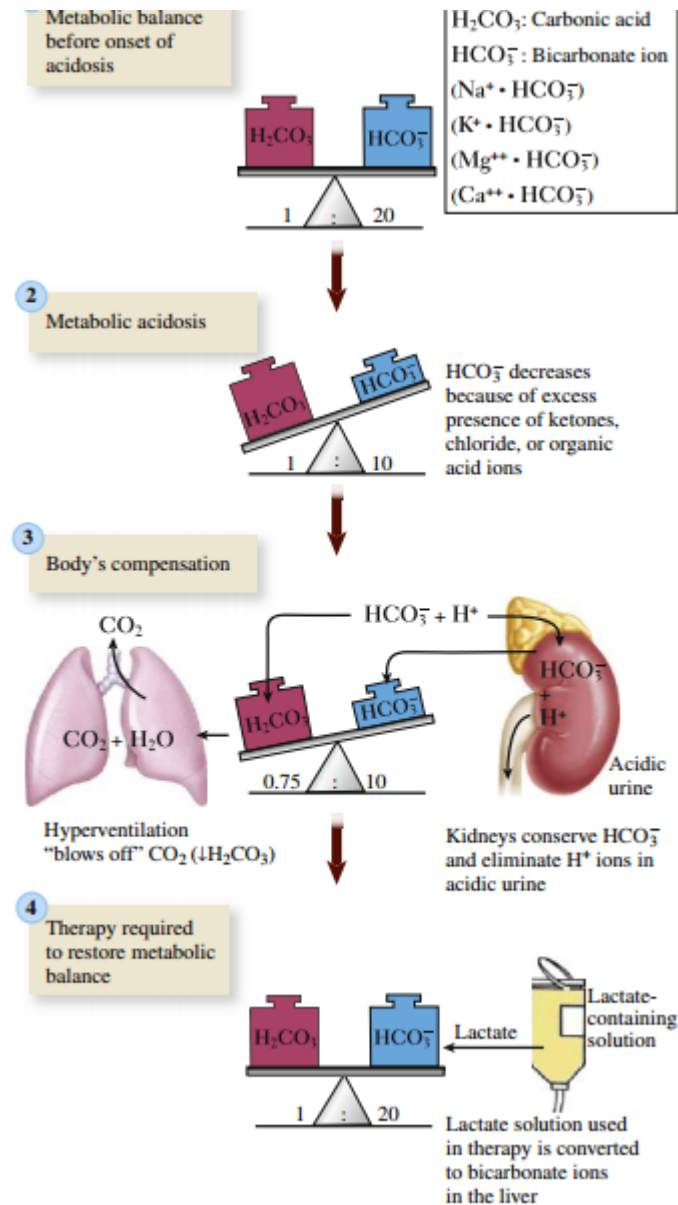 Metabolic balance
before onset of
acidosis
H₂CO₃: Carbonic acid
HCO₃⁻: Bicarbonate ion
(Na⁺ • HCO₃⁻)
(K⁺ • HCO₃⁻)
(Mg⁺⁺ • HCO₃⁻)
(Ca⁺⁺ • HCO₃⁻)
H₂CO₃ HCO₃⁻
1 : 20
2
Metabolic acidosis
H₂CO₃ HCO₃⁻
1 : 10
HCO₃⁻ decreases
because of excess
presence of ketones,
chloride, or organic
acid ions
3
Body's compensation
CO₂
CO₂ + H₂O
HCO₃⁻ + H⁺
H₂CO₃ HCO₃⁻
0.75 : 10
HCO₃⁻
+
H⁺
Acidic
urine
Hyperventilation
"blows off" CO₂ (↓H₂CO₃)
Kidneys conserve HCO₃⁻
and eliminate H⁺ ions in
acidic urine
4
Therapy required
to restore metabolic
balance
H₂CO₃ HCO₃⁻
1 : 20
Lactate
Lactate-
containing
solution
Lactate solution used
in therapy is converted
to bicarbonate ions
in the liver